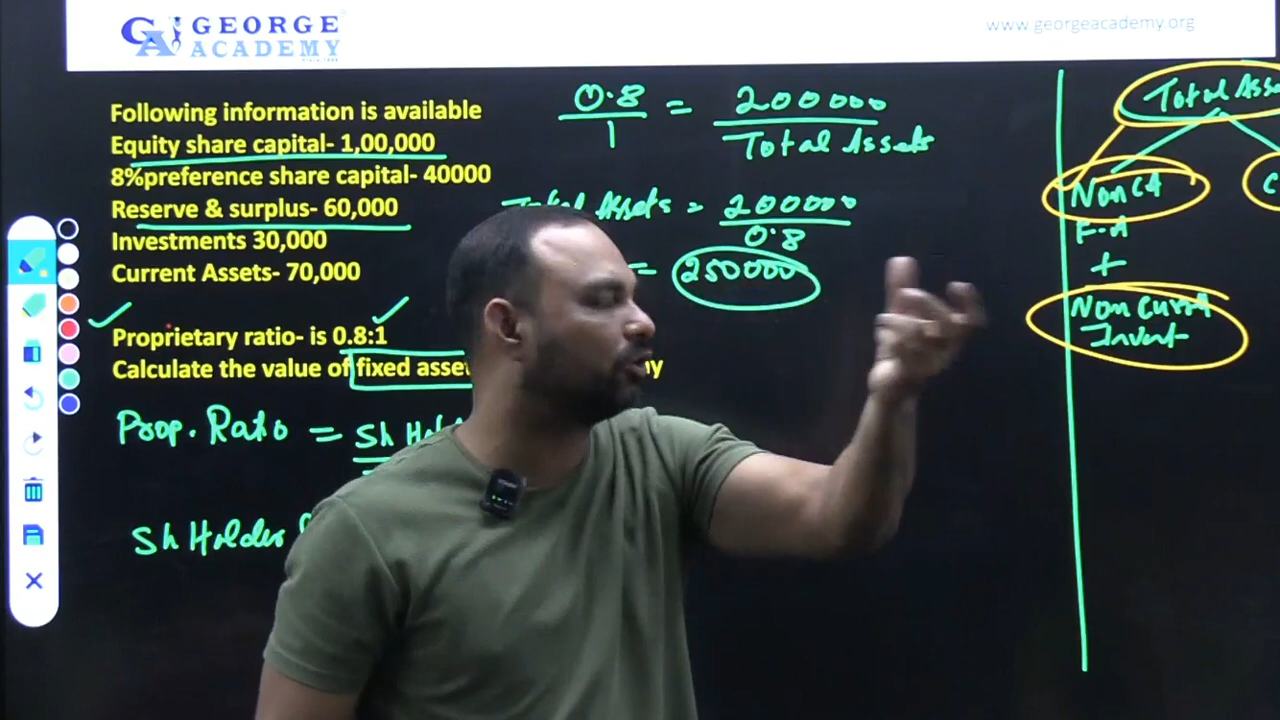 GEORGE
ACADEMY
www.georgeacademy.org
Following information is available
Equity share capital- 1,00,000
8%preference share capital- 40000
Reserve & surplus- 60,000
Investments 30,000
Current Assets- 70,000
Proprietary ratio- is 0.8:1
Calculate the value of fixed asse
Prop. Ratio =
Sh Holder
0.8 = 200000
1 Total Assets
Assets = 200000
0.8
= 250000
Total Asse
Non CA
C
F.A
+
Non Curr
Invest